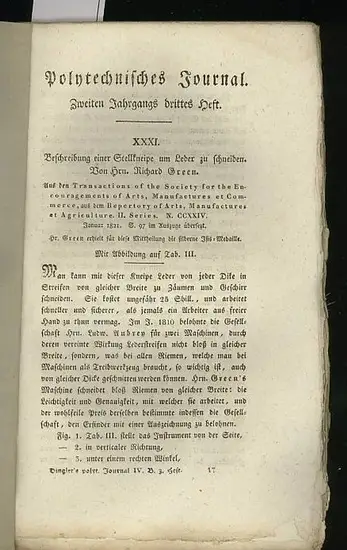 Polytechnisches Journal.
Zweiten Jahrgangs drittes Heft.
XXXI.
Beschreibung einer Stellkneipe um Leder zu schneiden.
Von Hrn. Richard Green.
Aus den Transactions of the Society for the En-
couragements of Arts, Manufactures et Com-
merce, aus dem Repertory of Arts, Manufactures
et Agriculture. II. Series. N. CCXXIV.
Januar 1821. S. 97 im Auszuge übersezt.
Hr. Green erhielt für diese Mittheilung die silberne Isis-Medaille.
Mit Abbildung auf Tab. III.
Man kann mit dieser Kneipe Leder von jeder Dike in
Streifen von gleicher Breite zu Zäumen und Geschirr
schneiden. Sie kostet ungefähr 25 Shill., und arbeitet
schneller und sicherer, als jemals ein Arbeiter aus freier
Hand zu thun vermag. Im J. 1810 belohnte die Gesell-
schaft Hrn. Ludw. Aubrey für zwei Maschinen, durch
deren vereinte Wirkung Lederstreifen nicht bloß in gleicher
Breite, sondern, was bei allen Riemen, welche man bei
Maschinen als Treibwerkzeug braucht, so wichtig ist, auch
von gleicher Dicke geschnitten werden können. Hrn. Green's
Maschine schneidet bloß Riemen von gleicher Breite: die
Leichtigkeit und Genauigkeit, mit welcher sie arbeitet, und
der wohlfeile Preis derselben bestimmte indessen die Gesell-
schaft, den Erfinder mit einer Auszeichnung zu belohnen.
Fig. 1. Tab. III. stellt das Instrument von der Seite,
— 2. in verticaler Richtung,
— 3. unter einem rechten Winkel,
Dingler's polyt. Journal IV. B. 3. Heft. 17